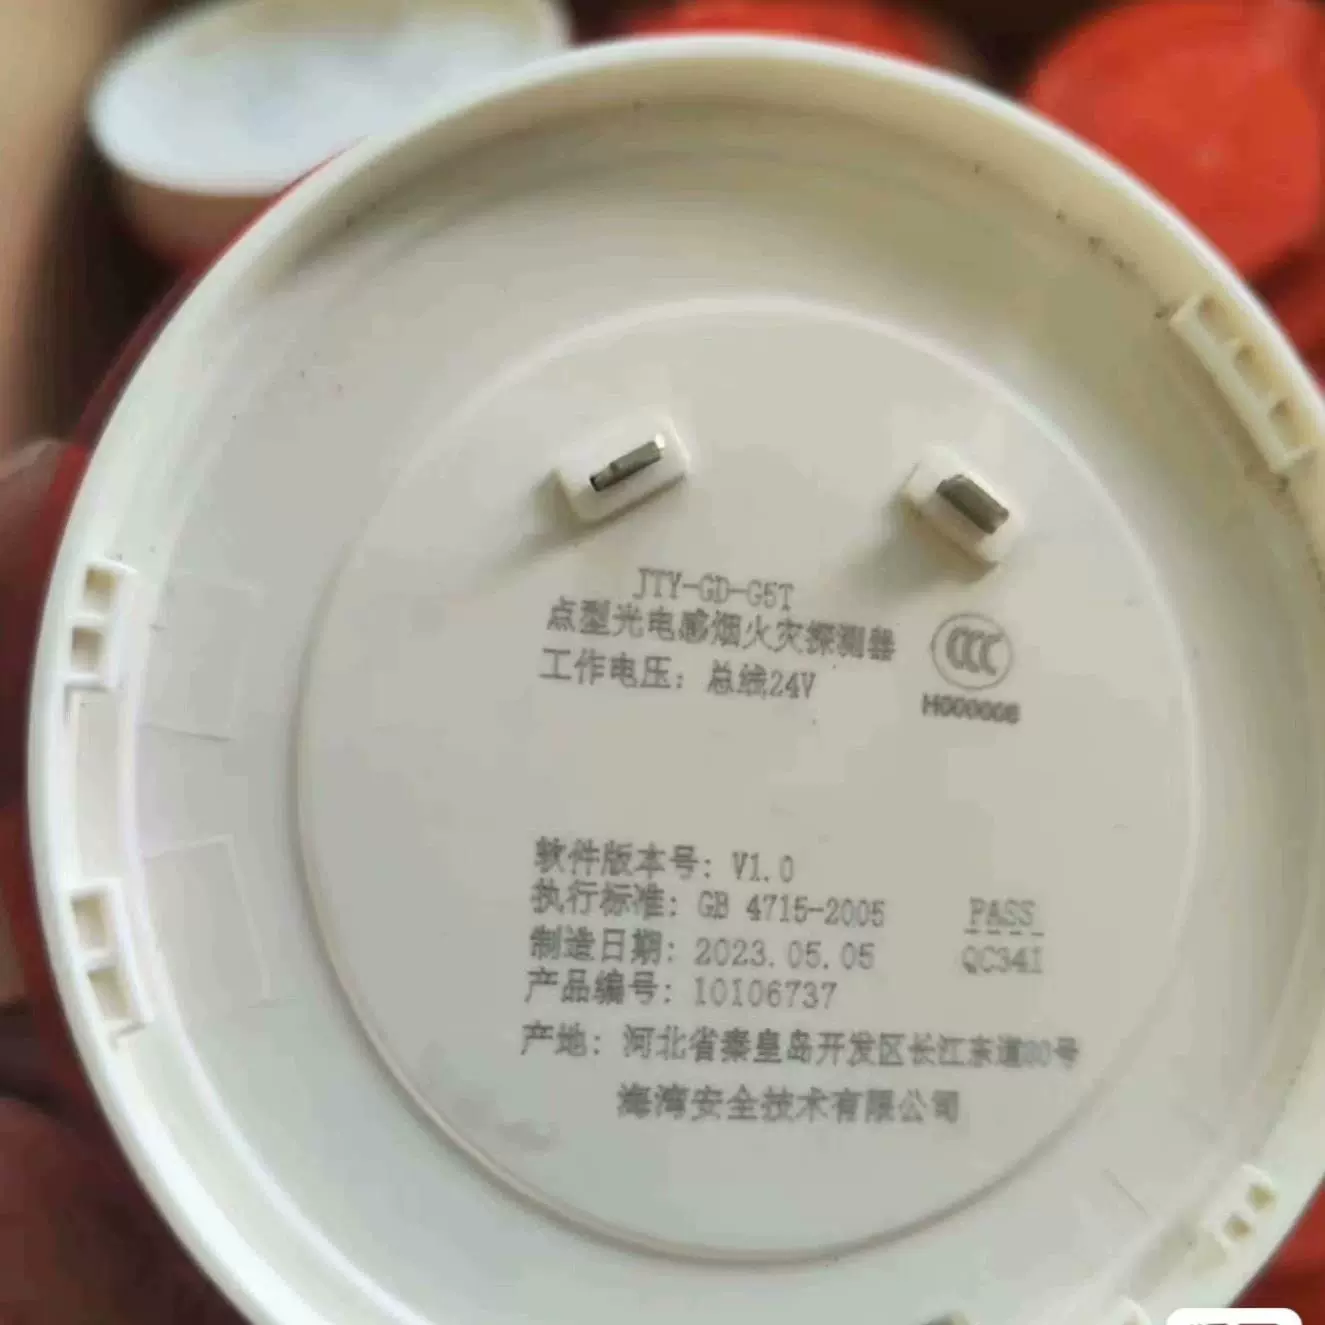 JTY-GD-G5T
点型光电感烟火灾探测器
工作电压：总线24V
CCC
H000006
软件版本号：V1.0
执行标准：GB 4715-2005
PASS
制造日期：2023.05.05
QC341
产品编号：10106737
产地：河北省秦皇岛开发区长江东道80号
海湾安全技术有限公司